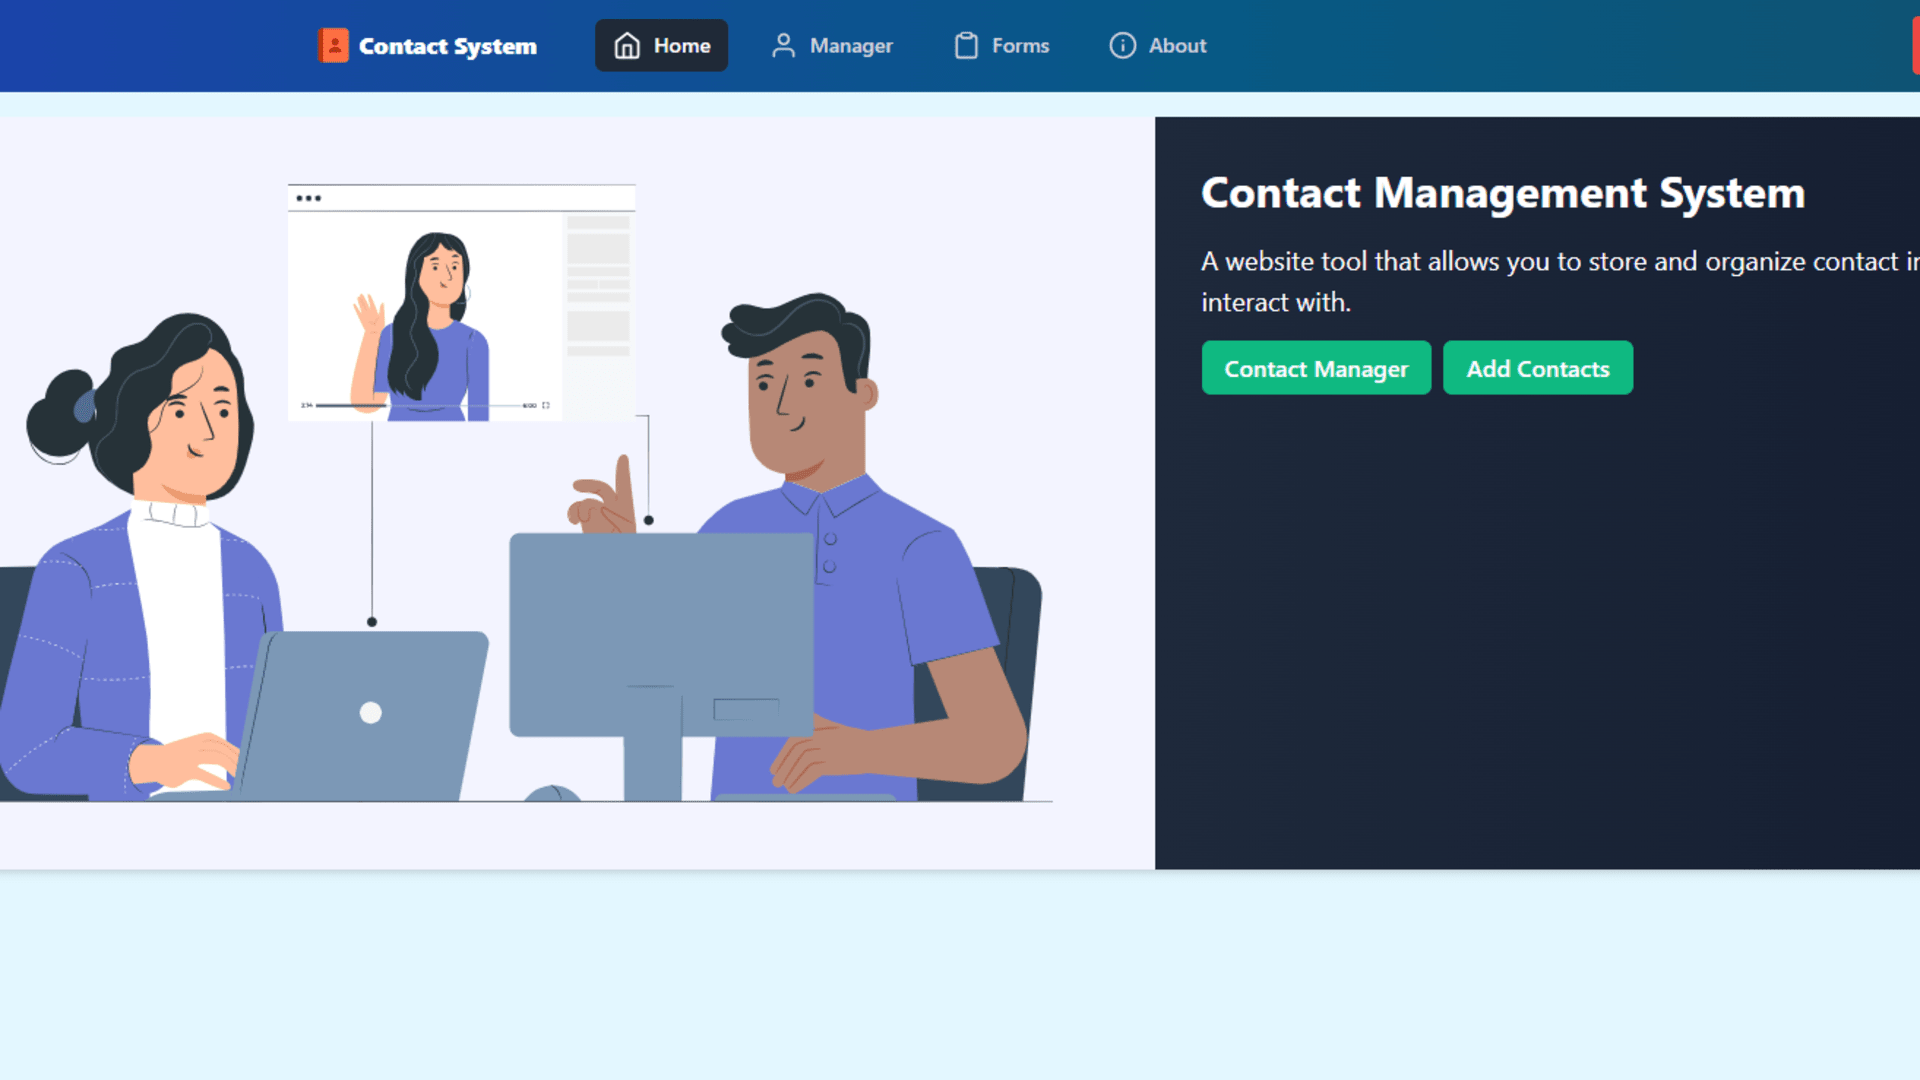 Contact System
Home
Manager
Forms
About
Contact Management System
A website tool that allows you to store and organize contact
interact with.
Contact Manager
Add Contacts